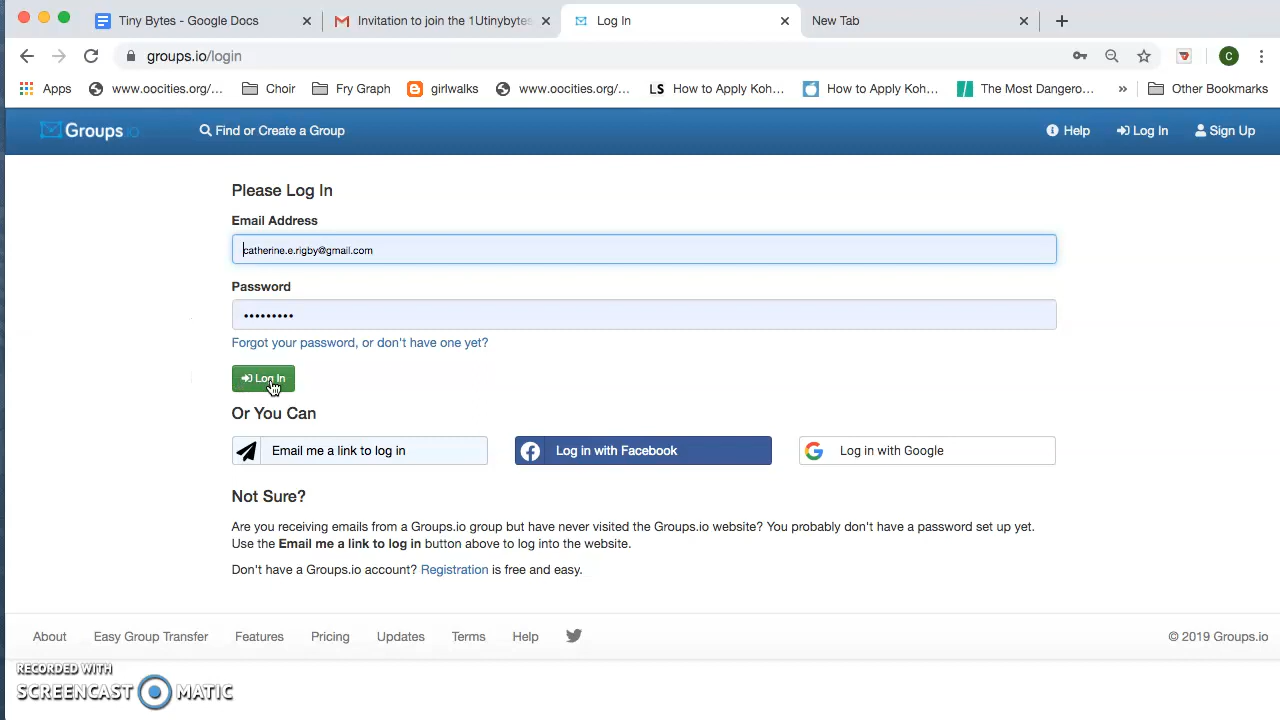 Tiny Bytes - Google Docs
Invitation to join the 1Utinybytes
Log In
New Tab
groups.io/login
C
Apps
www.oocities.org/...
Choir
Fry Graph
girlwalks
www.oocities.org/...
LS How to Apply Koh...
How to Apply Koh...
The Most Dangero...
»
Other Bookmarks
Groups.io
Find or Create a Group
Help
Log In
Sign Up
Please Log In
Email Address
catherine.e.rigby@gmail.com
Password
•••••••••
Forgot your password, or don't have one yet?
Log In
Or You Can
Email me a link to log in
Log in with Facebook
Log in with Google
Not Sure?
Are you receiving emails from a Groups.io group but have never visited the Groups.io website? You probably don't have a password set up yet.
Use the Email me a link to log in button above to log into the website.
Don't have a Groups.io account? Registration is free and easy.
About
Easy Group Transfer
Features
Pricing
Updates
Terms
Help
© 2019 Groups.io
RECORDED WITH
SCREENCAST MATIC